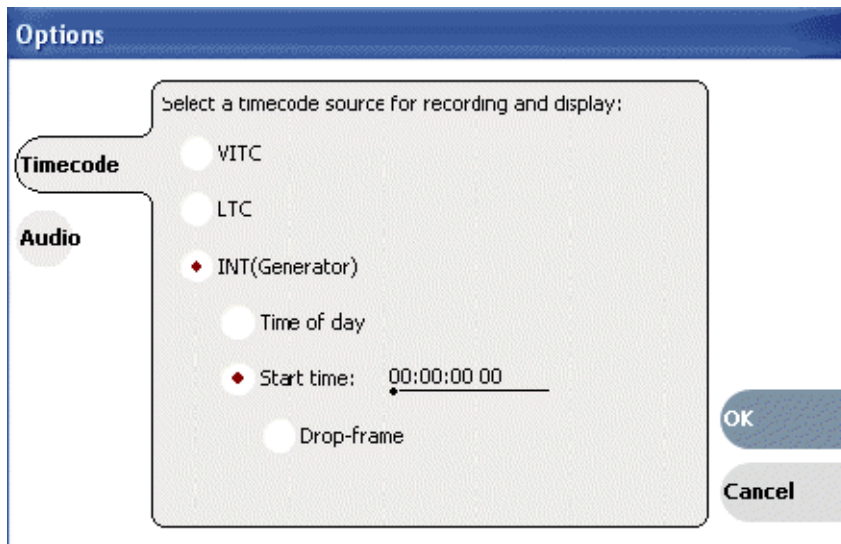 Options
Select a timecode source for recording and display:
Timecode
VITC
LTC
Audio
INT(Generator)
Time of day
Start time: 00:00:00 00
Drop-frame
OK
Cancel